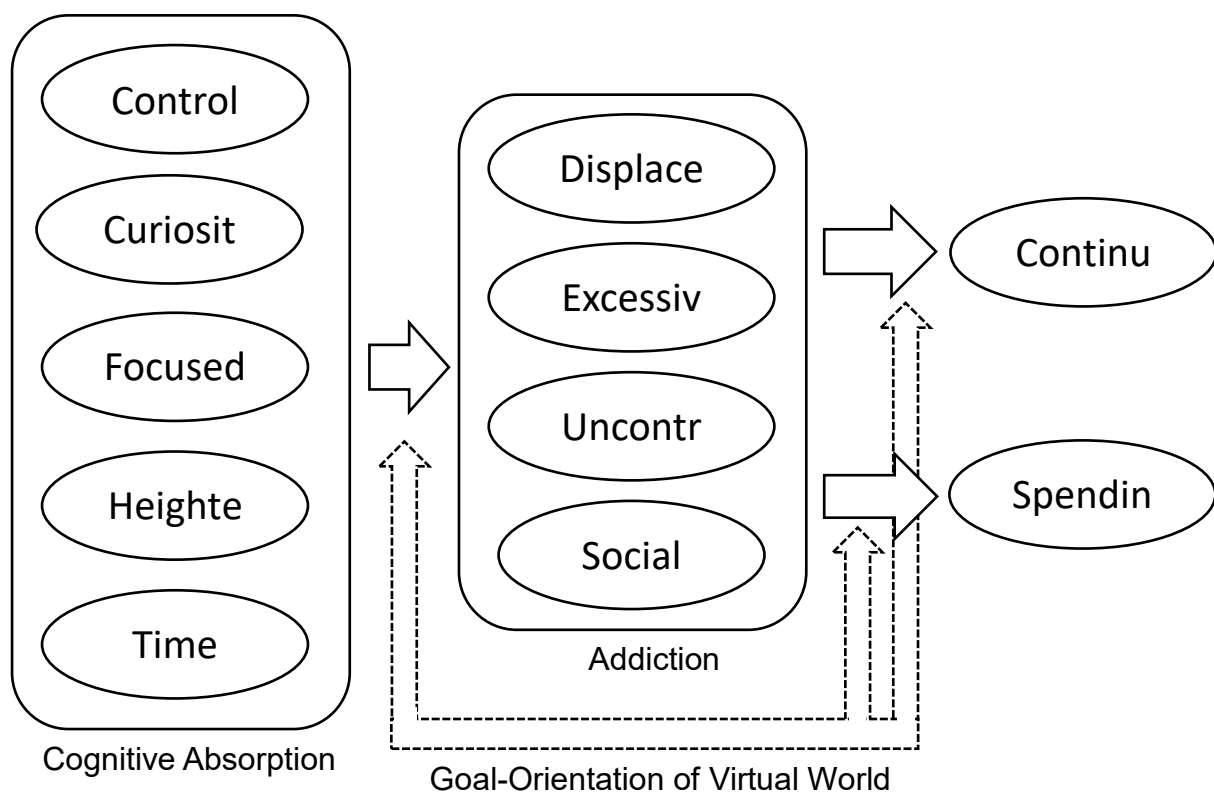 Control
Curiosit
Focused
Heighte
Time
Cognitive Absorption
Displace
Excessiv
Uncontr
Social
Addiction
Continu
Spendin
Goal-Orientation of Virtual World